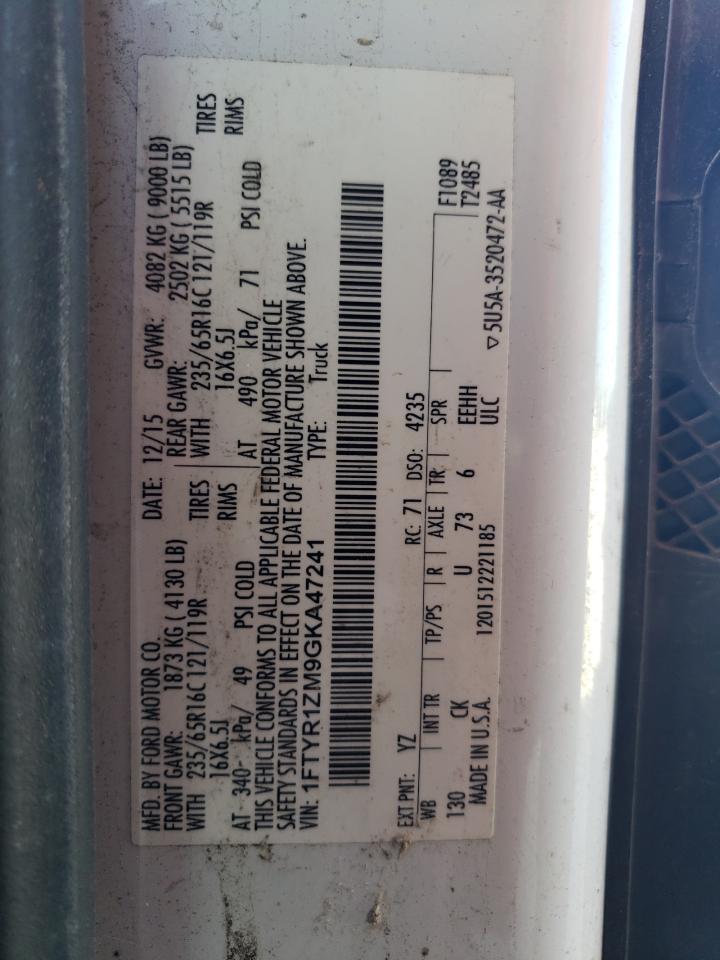 MFD. BY FORD MOTOR CO.
DATE: 12/15 GVWR: 4082 KG ( 9000 LB)
FRONT GAWR: 1873 KG ( 4130 LB)
REAR GAWR: 2502 KG ( 5515 LB)
WITH 235/65R16C 121/119R TIRES
WITH 235/65R16C 121/119R TIRES
16X6.5J RIMS
16X6.5J RIMS
AT 340 kPa/ 49 PSI COLD
AT 490 kPa/ 71 PSI COLD
THIS VEHICLE CONFORMS TO ALL APPLICABLE FEDERAL MOTOR VEHICLE
SAFETY STANDARDS IN EFFECT ON THE DATE OF MANUFACTURE SHOWN ABOVE.
VIN: 1FTYR1ZM9GKA47241 TYPE: Truck
EXT PNT: YZ RC: 71 DSO: 4235
WB INT TR TP/PS R AXLE TR SPR
F1089
T2485
130 CK U 73 6 EEHH
MADE IN U.S.A. 12015122221185 ULC
▽5U5A-3520472-AA